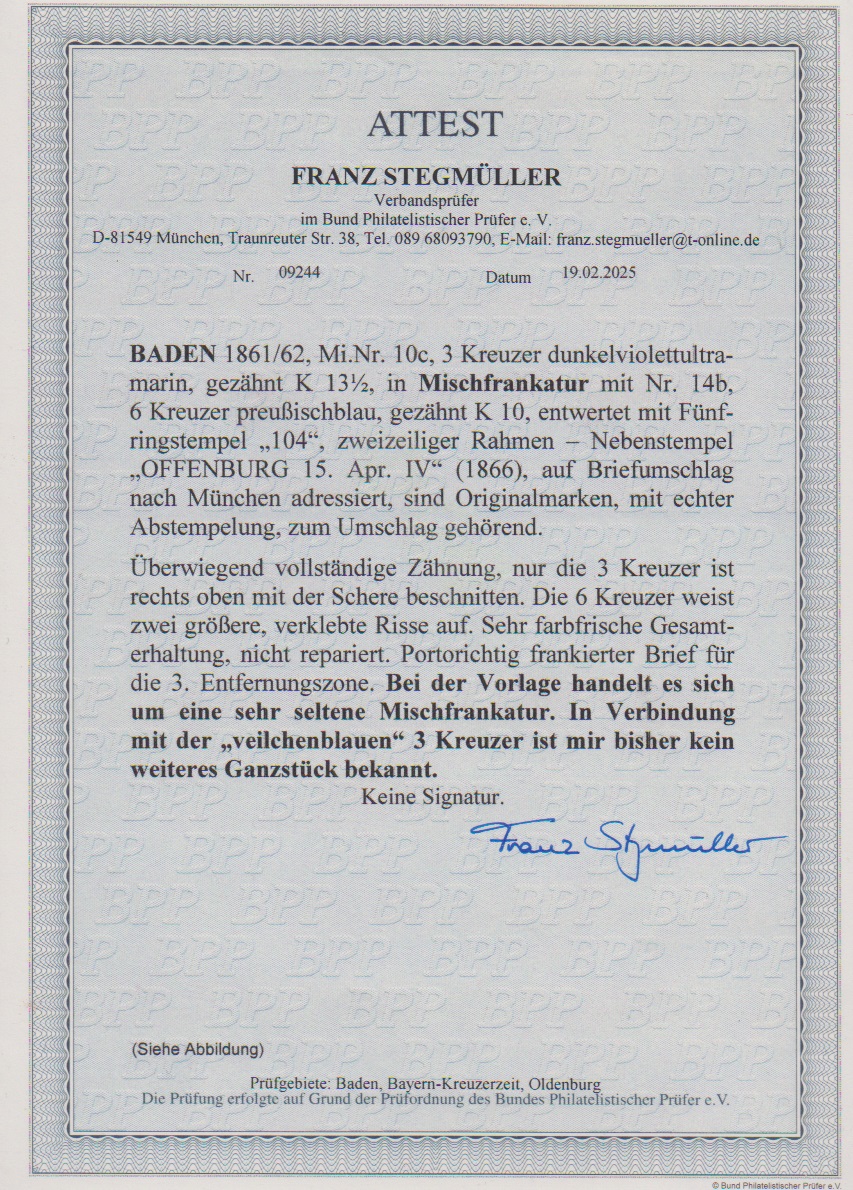 ATTEST
FRANZ STEGMÜLLER
Verbandsprüfer
im Bund Philatelistischer Prüfer e. V.
D-81549 München, Traunreuter Str. 38, Tel. 089 68093790, E-Mail: franz.stegmueller@t-online.de
Nr. 09244 Datum 19.02.2025
BADEN 1861/62, Mi.Nr. 10c, 3 Kreuzer dunkelviolettultra-
marin, gezähnt K 13½, in Mischfrankatur mit Nr. 14b,
6 Kreuzer preußischblau, gezähnt K 10, entwertet mit Fünf-
ringstempel „104“, zweizeiliger Rahmen – Nebenstempel
„OFFENBURG 15. Apr. IV“ (1866), auf Briefumschlag
nach München adressiert, sind Originalmarken, mit echter
Abstempelung, zum Umschlag gehörend.
Überwiegend vollständige Zähnung, nur die 3 Kreuzer ist
rechts oben mit der Schere beschnitten. Die 6 Kreuzer weist
zwei größere, verklebte Risse auf. Sehr farbfrische Gesamt-
erhaltung, nicht repariert. Portorichtig frankierter Brief für
die 3. Entfernungszone. Bei der Vorlage handelt es sich
um eine sehr seltene Mischfrankatur. In Verbindung
mit der „veilchenblauen“ 3 Kreuzer ist mir bisher kein
weiteres Ganzstück bekannt.
Keine Signatur.
Franz Stegmüller
(Siehe Abbildung)
Prüfgebiete: Baden, Bayern-Kreuzerzeit, Oldenburg
Die Prüfung erfolgte auf Grund der Prüfordnung des Bundes Philatelistischer Prüfer e.V.
© Bund Philatelistischer Prüfer e.V.